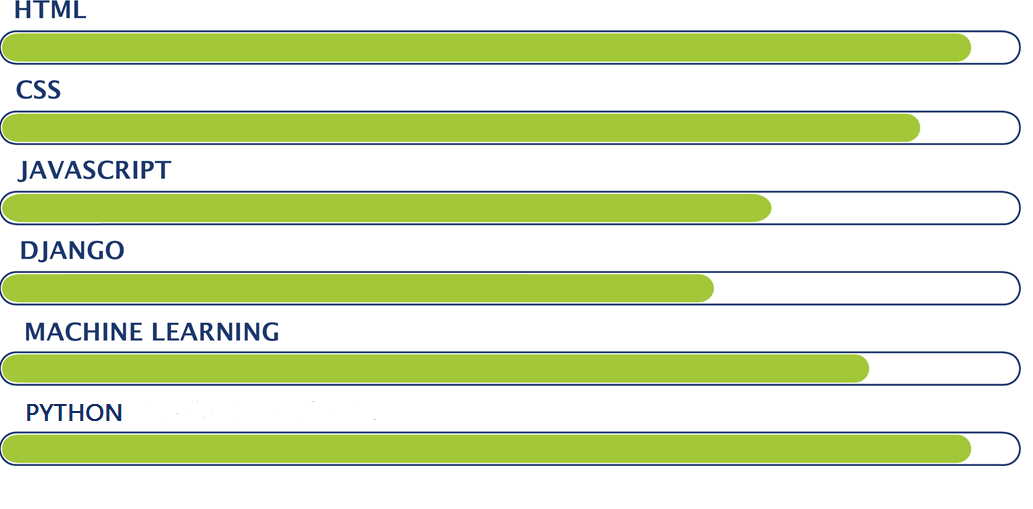 HTML
CSS
JAVASCRIPT
DJANGO
MACHINE LEARNING
PYTHON